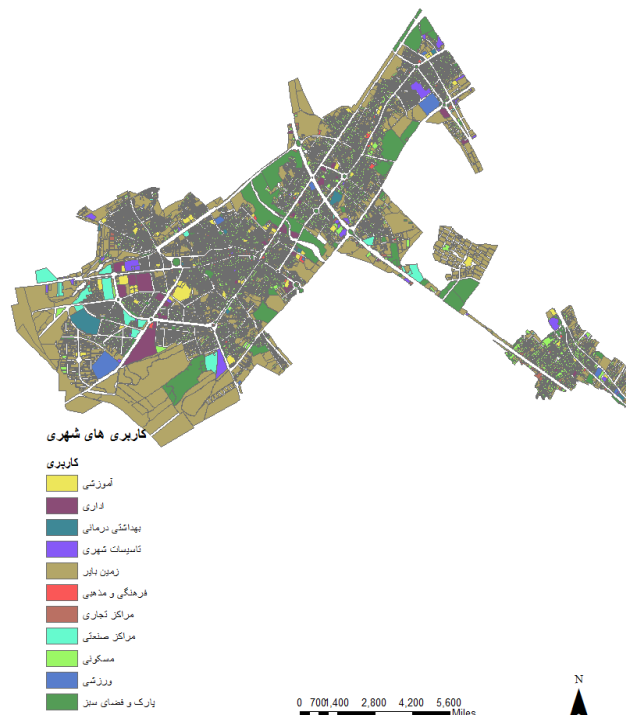 کاربری های شهری
کاربری
آموزشی
اداری
بهداشتی درمانی
تاسیسات شهری
زمین بایر
فرهنگی و مذهبی
مراکز تجاری
مراکز صنعتی
مسکونی
ورزشی
پارک و فضای سبز
0 700 1,400 2,800 4,200 5,600
Miles
N